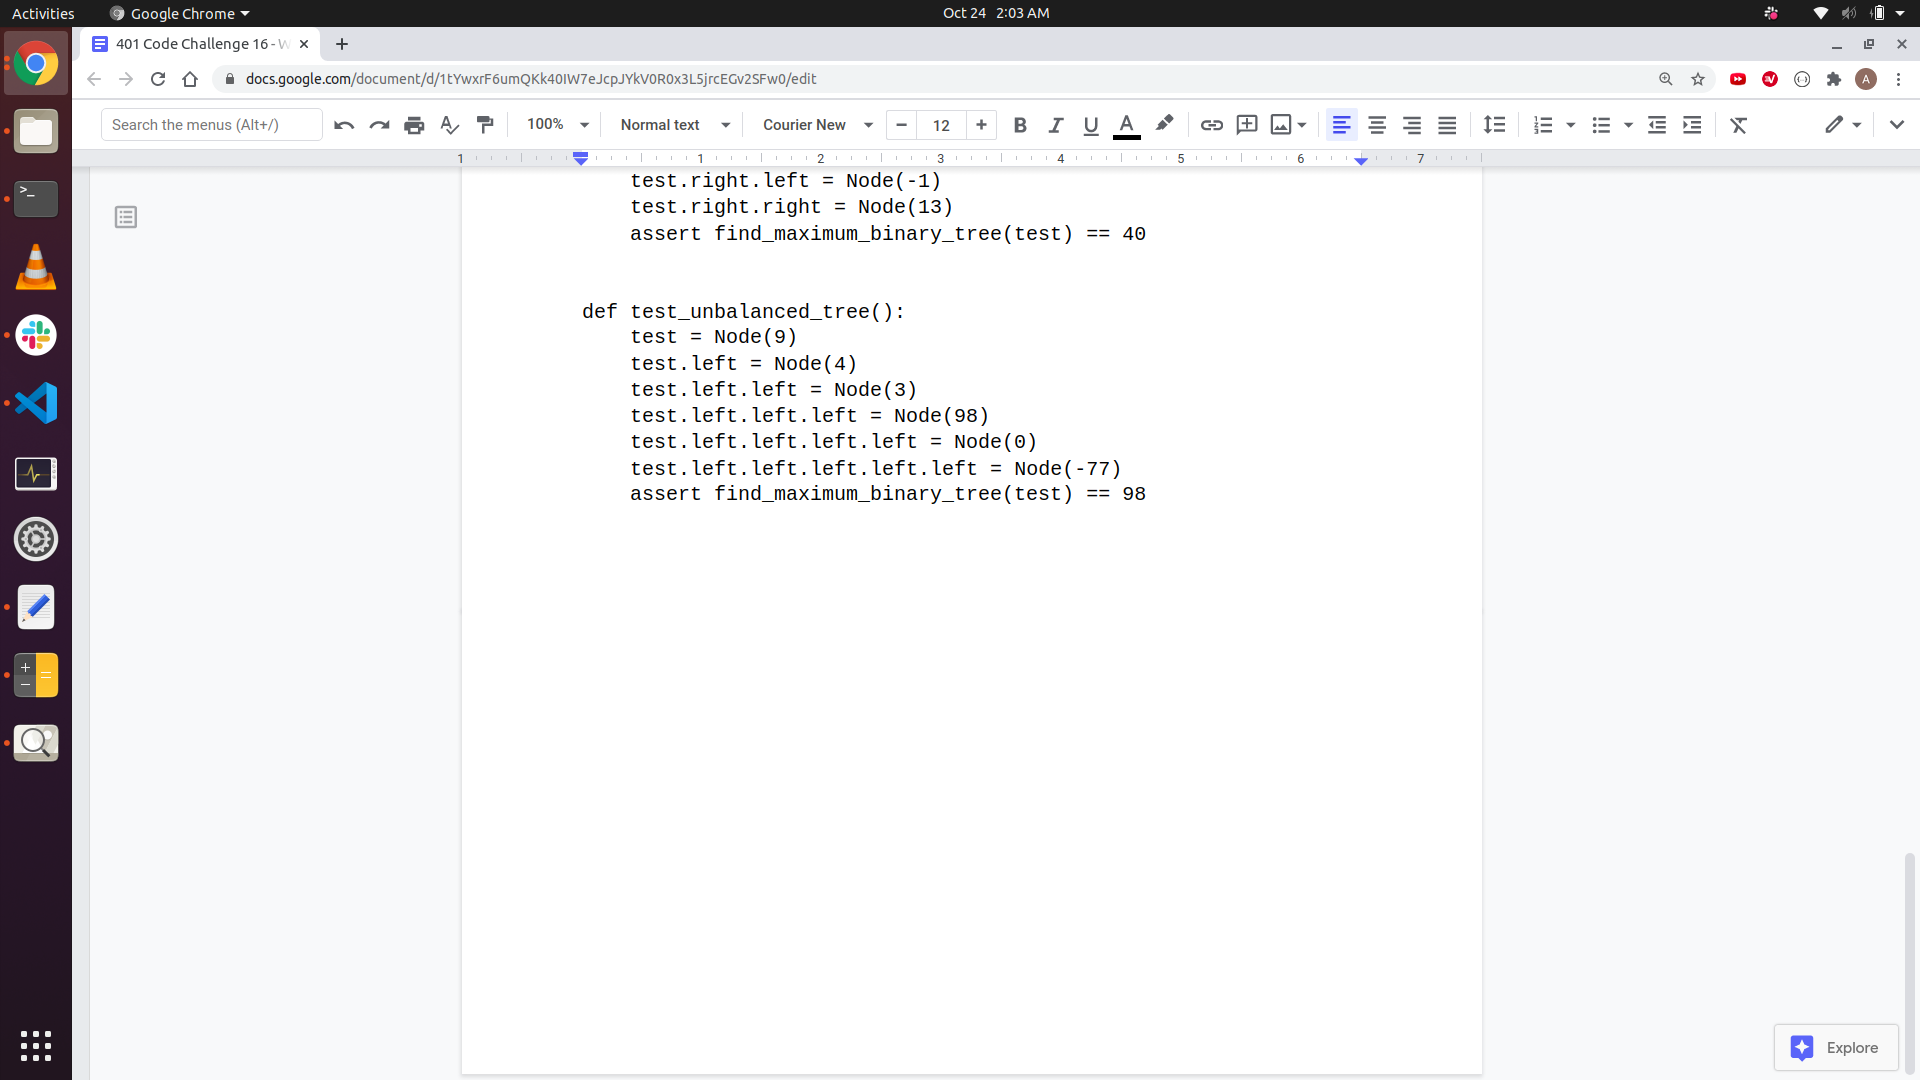 Activities
Google Chrome
Oct 24 2:03 AM
401 Code Challenge 16 - W
docs.google.com/document/d/1tYwxrF6umQKk40IW7eJcpJYkV0R0x3L5jrcEGv2SFw0/edit
A
Search the menus (Alt+/)
100%
Normal text
Courier New
12
1 1 2 3 4 5 6 7
test.right.left = Node(-1)
test.right.right = Node(13)
assert find_maximum_binary_tree(test) == 40
def test_unbalanced_tree():
test = Node(9)
test.left = Node(4)
test.left.left = Node(3)
test.left.left.left = Node(98)
test.left.left.left.left = Node(0)
test.left.left.left.left.left = Node(-77)
assert find_maximum_binary_tree(test) == 98
Explore